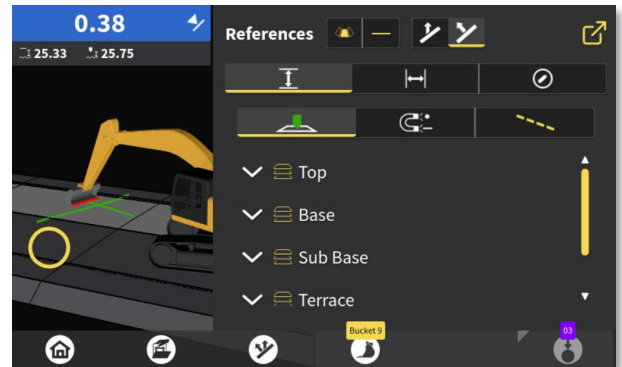 0.38
25.33 25.75
References
Top
Base
Sub Base
Terrace
Bucket 9
03